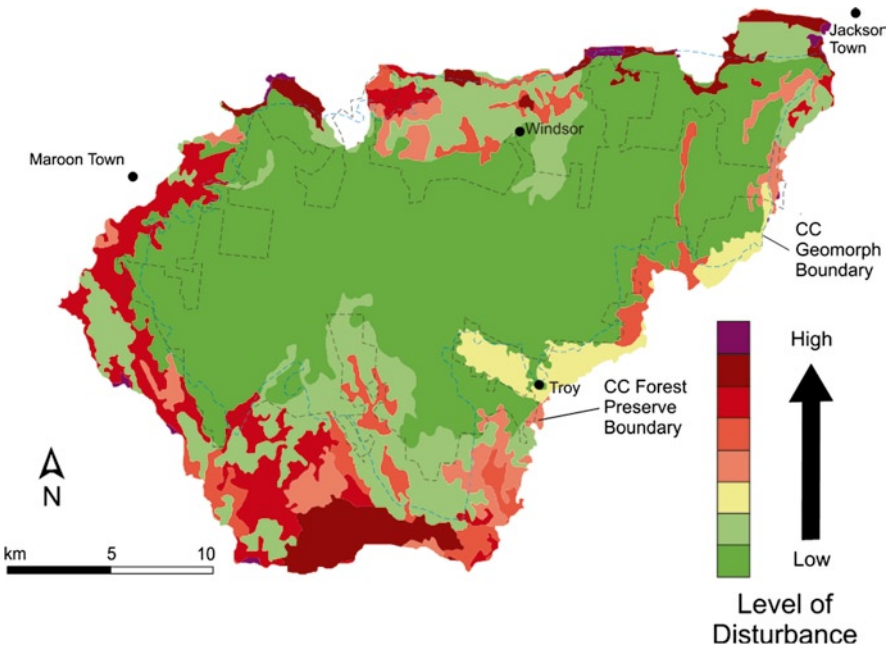 Jackson
Town
Windsor
Maroon Town
CC
Geomorph
Boundary
High
Troy
CC Forest
Preserve
Boundary
N
km 5 10
Low
Level of
Disturbance